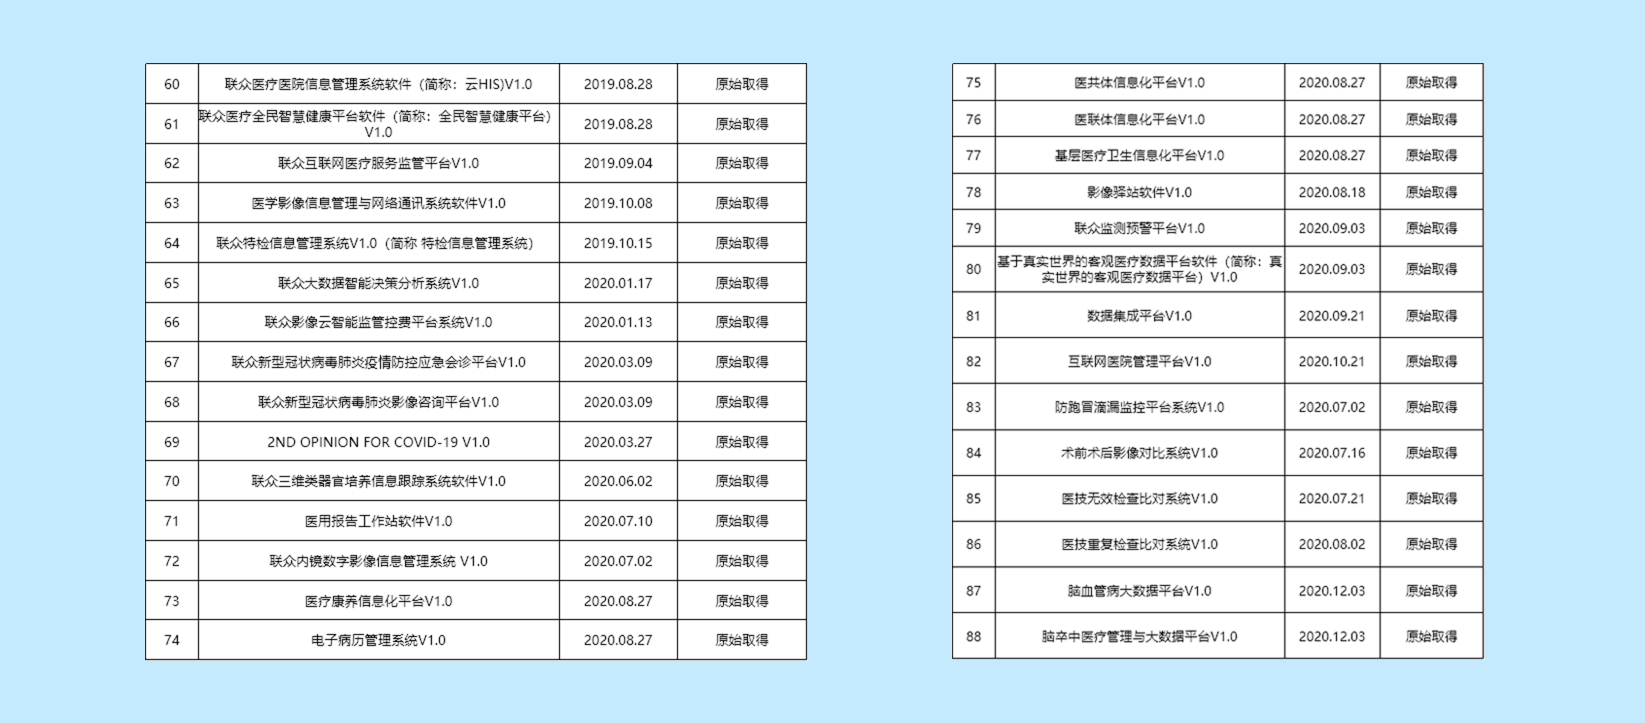 60 联众医疗医院信息管理系统软件（简称：云HIS)V1.0 2019.08.28 原始取得
61 联众医疗全民智慧健康平台软件（简称：全民智慧健康平台）
V1.0 2019.08.28 原始取得
62 联众互联网医疗服务监管平台V1.0 2019.09.04 原始取得
63 医学影像信息管理与网络通讯系统软件V1.0 2019.10.08 原始取得
64 联众特检信息管理系统V1.0（简称 特检信息管理系统） 2019.10.15 原始取得
65 联众大数据智能决策分析系统V1.0 2020.01.17 原始取得
66 联众影像云智能监管控费平台系统V1.0 2020.01.13 原始取得
67 联众新型冠状病毒肺炎疫情防控应急会诊平台V1.0 2020.03.09 原始取得
68 联众新型冠状病毒肺炎影像咨询平台V1.0 2020.03.09 原始取得
69 2ND OPINION FOR COVID-19 V1.0 2020.03.27 原始取得
70 联众三维类器官培养信息跟踪系统软件V1.0 2020.06.02 原始取得
71 医用报告工作站软件V1.0 2020.07.10 原始取得
72 联众内镜数字影像信息管理系统 V1.0 2020.07.02 原始取得
73 医疗康养信息化平台V1.0 2020.08.27 原始取得
74 电子病历管理系统V1.0 2020.08.27 原始取得
75 医共体信息化平台V1.0 2020.08.27 原始取得
76 医联体信息化平台V1.0 2020.08.27 原始取得
77 基层医疗卫生信息化平台V1.0 2020.08.27 原始取得
78 影像驿站软件V1.0 2020.08.18 原始取得
79 联众监测预警平台V1.0 2020.09.03 原始取得
80 基于真实世界的客观医疗数据平台软件（简称：真
实世界的客观医疗数据平台）V1.0 2020.09.03 原始取得
81 数据集成平台V1.0 2020.09.21 原始取得
82 互联网医院管理平台V1.0 2020.10.21 原始取得
83 防跑冒滴漏监控平台系统V1.0 2020.07.02 原始取得
84 术前术后影像对比系统V1.0 2020.07.16 原始取得
85 医技无效检查比对系统V1.0 2020.07.21 原始取得
86 医技重复检查比对系统V1.0 2020.08.02 原始取得
87 脑血管病大数据平台V1.0 2020.12.03 原始取得
88 脑卒中医疗管理与大数据平台V1.0 2020.12.03 原始取得